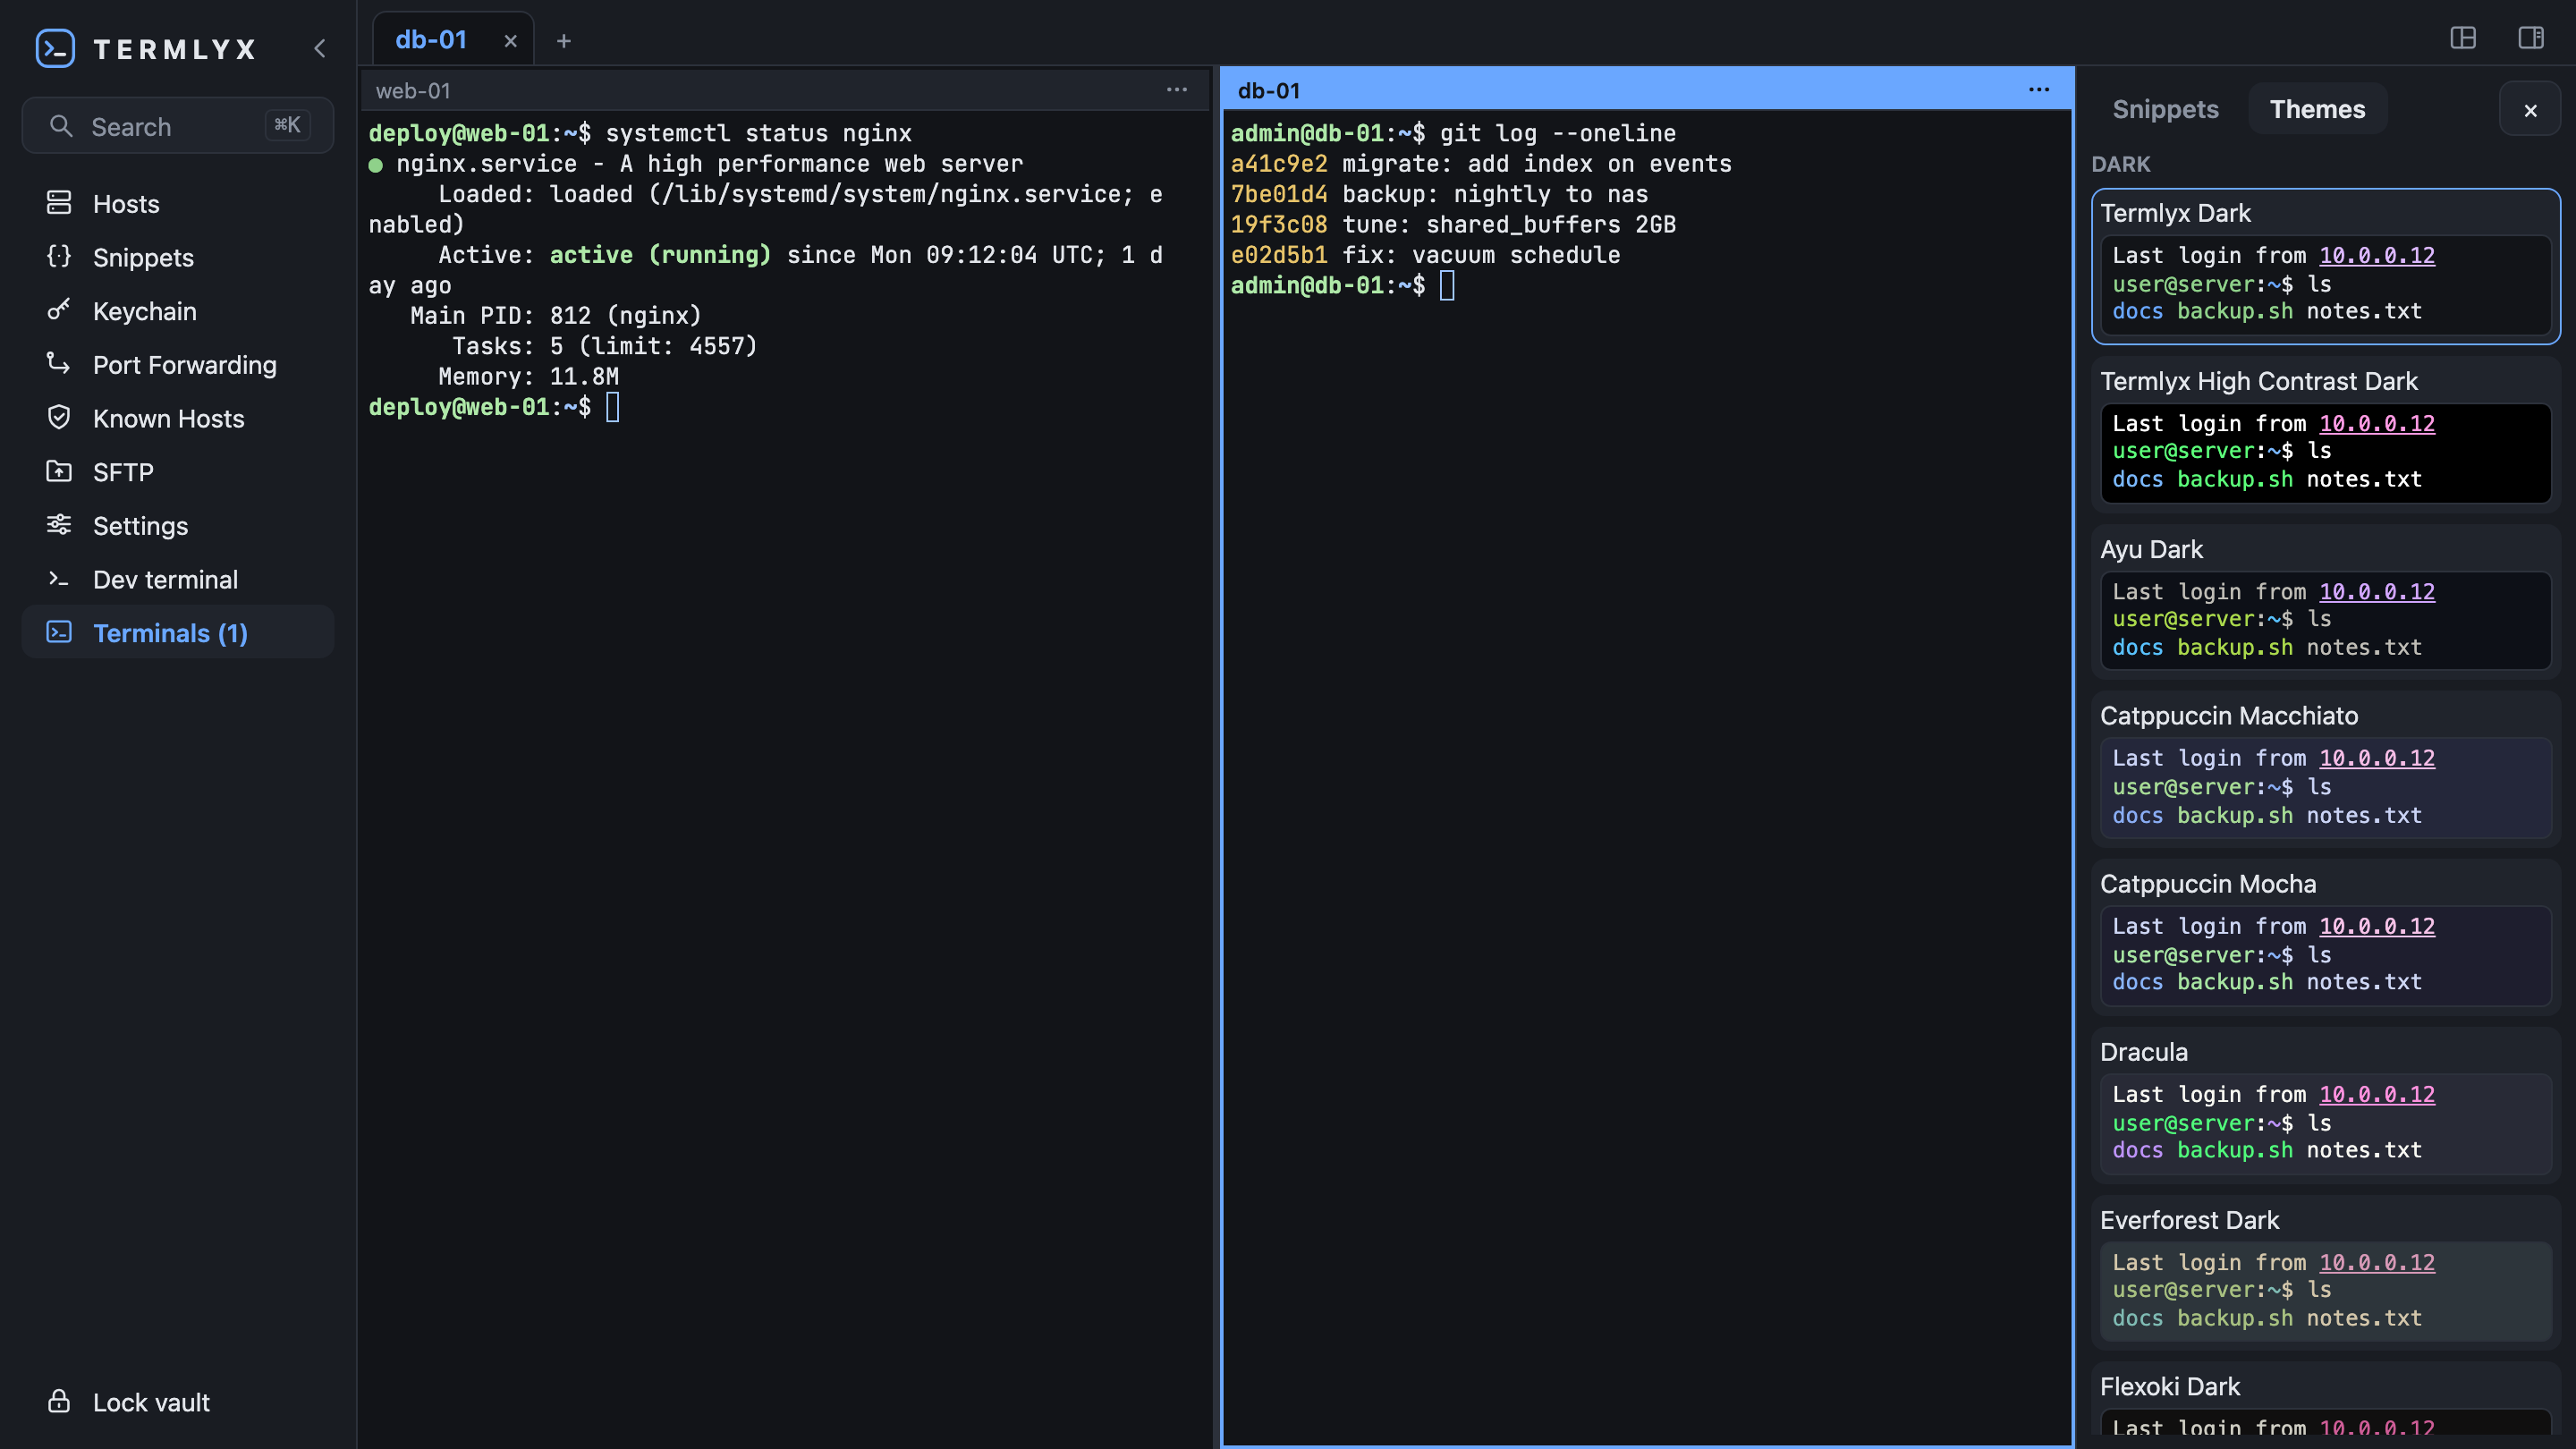 TERMLYX
Search ⌘K
Hosts
Snippets
Keychain
Port Forwarding
Known Hosts
SFTP
Settings
Dev terminal
Terminals (1)
Lock vault
db-01 × +
web-01 ···
deploy@web-01:~$ systemctl status nginx
● nginx.service - A high performance web server
Loaded: loaded (/lib/systemd/system/nginx.service; e
nabled)
Active: active (running) since Mon 09:12:04 UTC; 1 d
ay ago
Main PID: 812 (nginx)
Tasks: 5 (limit: 4557)
Memory: 11.8M
deploy@web-01:~$
db-01 ···
admin@db-01:~$ git log --oneline
a41c9e2 migrate: add index on events
7be01d4 backup: nightly to nas
19f3c08 tune: shared_buffers 2GB
e02d5b1 fix: vacuum schedule
admin@db-01:~$
Snippets Themes ×
DARK
Termlyx Dark
Last login from 10.0.0.12
user@server:~$ ls
docs backup.sh notes.txt
Termlyx High Contrast Dark
Last login from 10.0.0.12
user@server:~$ ls
docs backup.sh notes.txt
Ayu Dark
Last login from 10.0.0.12
user@server:~$ ls
docs backup.sh notes.txt
Catppuccin Macchiato
Last login from 10.0.0.12
user@server:~$ ls
docs backup.sh notes.txt
Catppuccin Mocha
Last login from 10.0.0.12
user@server:~$ ls
docs backup.sh notes.txt
Dracula
Last login from 10.0.0.12
user@server:~$ ls
docs backup.sh notes.txt
Everforest Dark
Last login from 10.0.0.12
user@server:~$ ls
docs backup.sh notes.txt
Flexoki Dark
Last login from 10.0.0.12